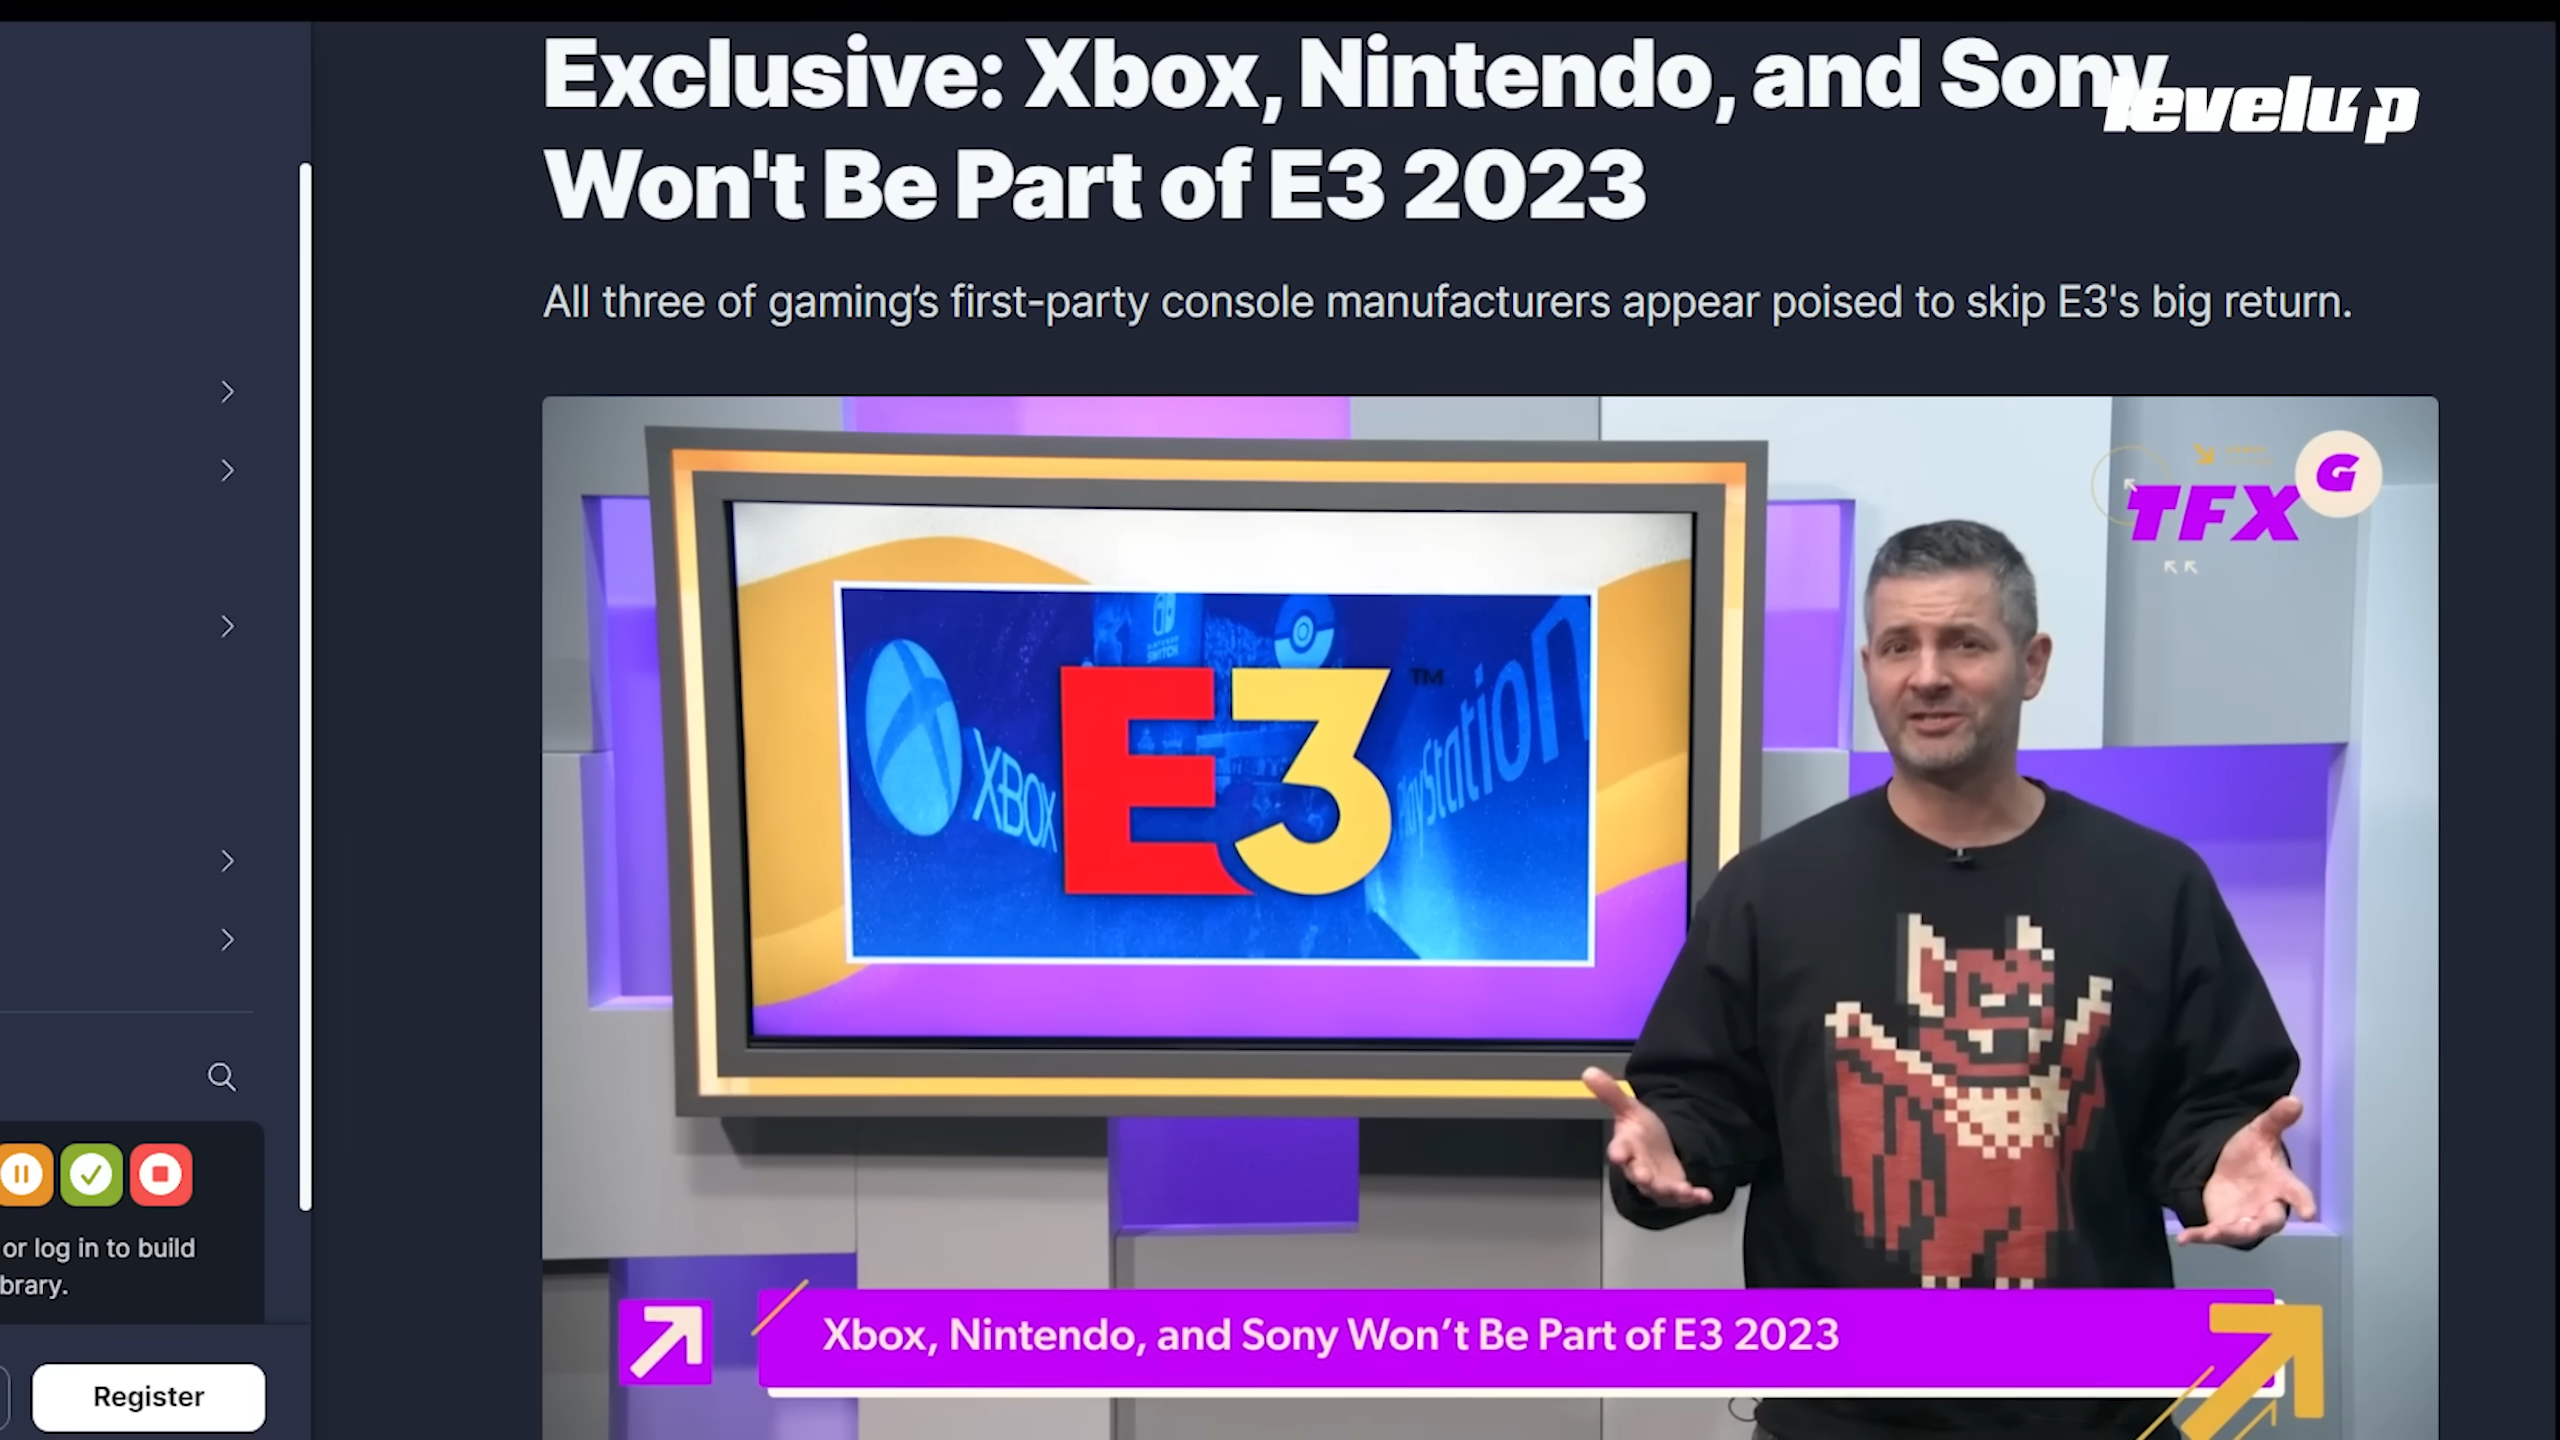 Exclusive: Xbox, Nintendo, and Sony
levelup
Won't Be Part of E3 2023
All three of gaming's first-party console manufacturers appear poised to skip E3's big return.
TFX
G
NINTENDO
SWITCH
XBOX
E3
TM
PlayStation
or log in to build
brary.
Xbox, Nintendo, and Sony Won't Be Part of E3 2023
Register